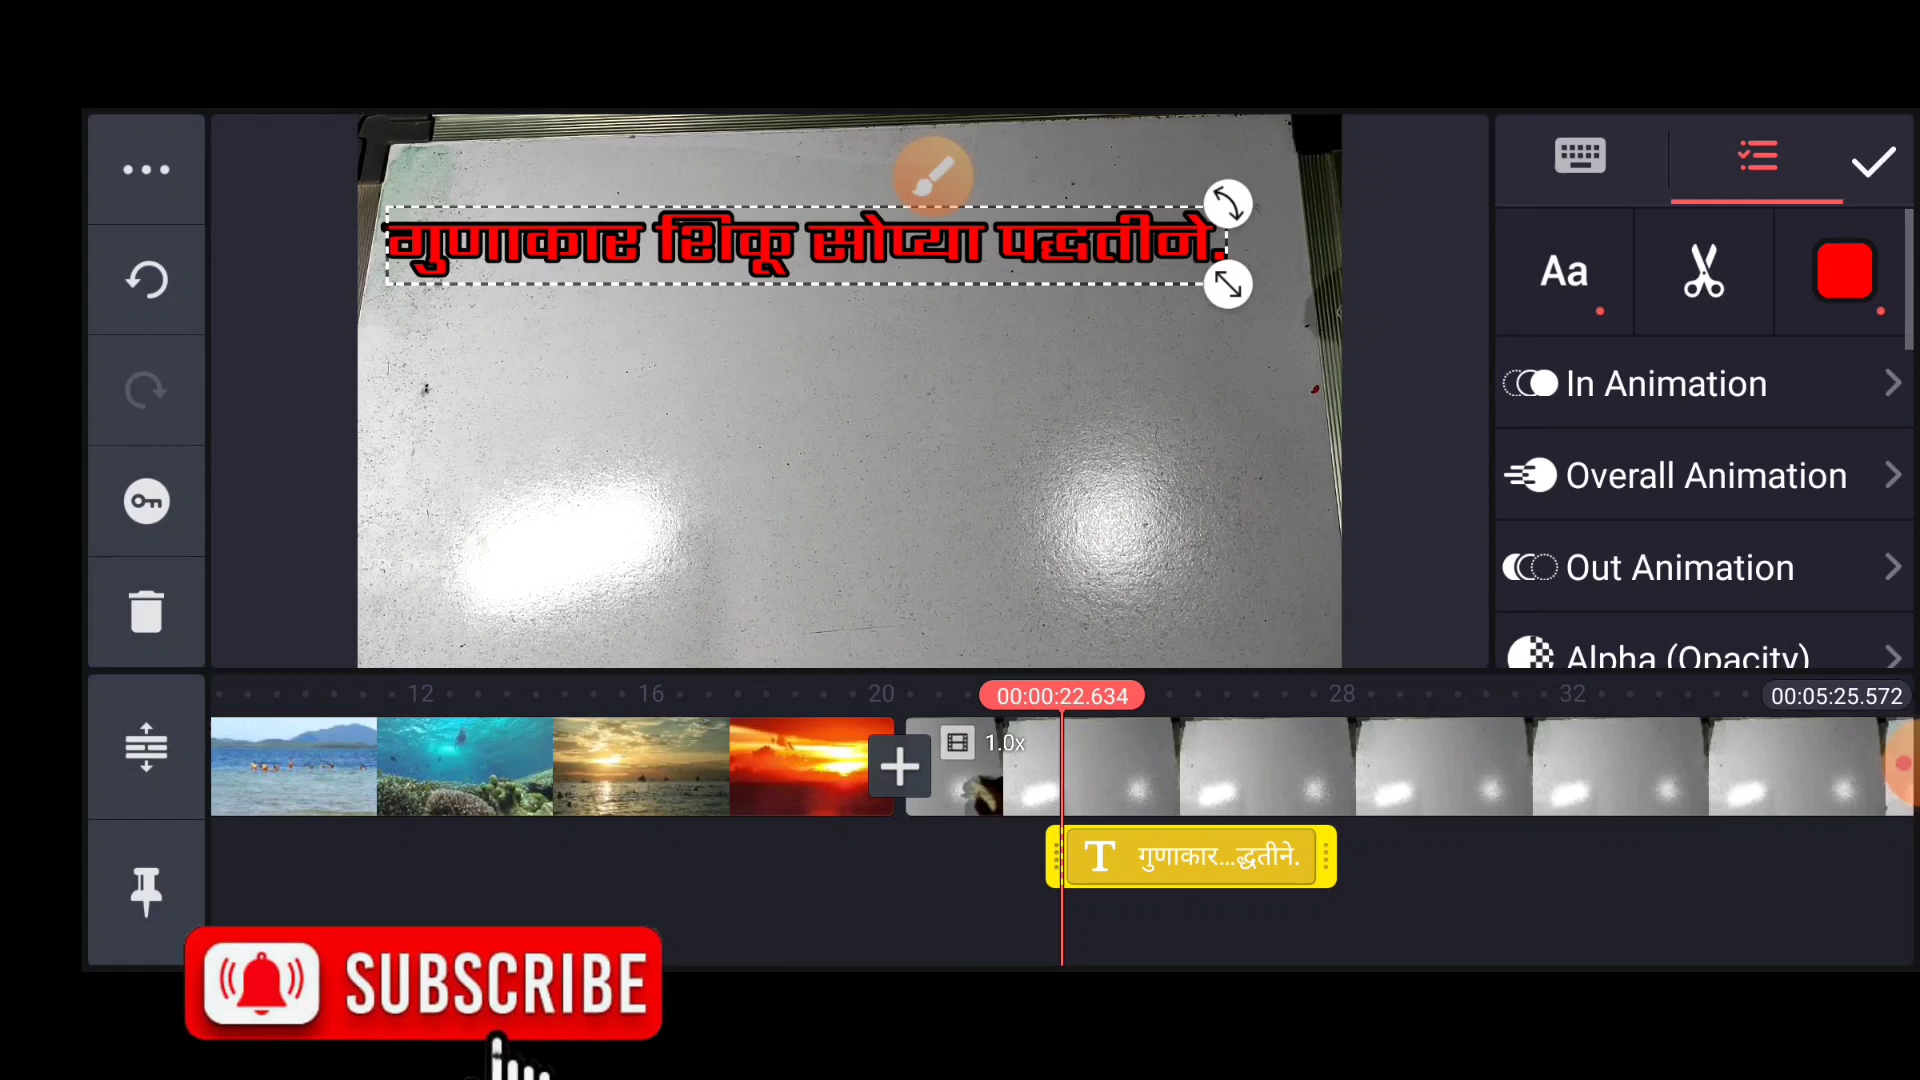 गुणाकार शिकू सोप्या पद्धतीने.
Aa
In Animation
Overall Animation
Out Animation
Alpha (Opacity)
12
16
20
00:00:22.634
28
32
00:05:25.572
1.0x
T गुणाकार...द्धतीने.
SUBSCRIBE